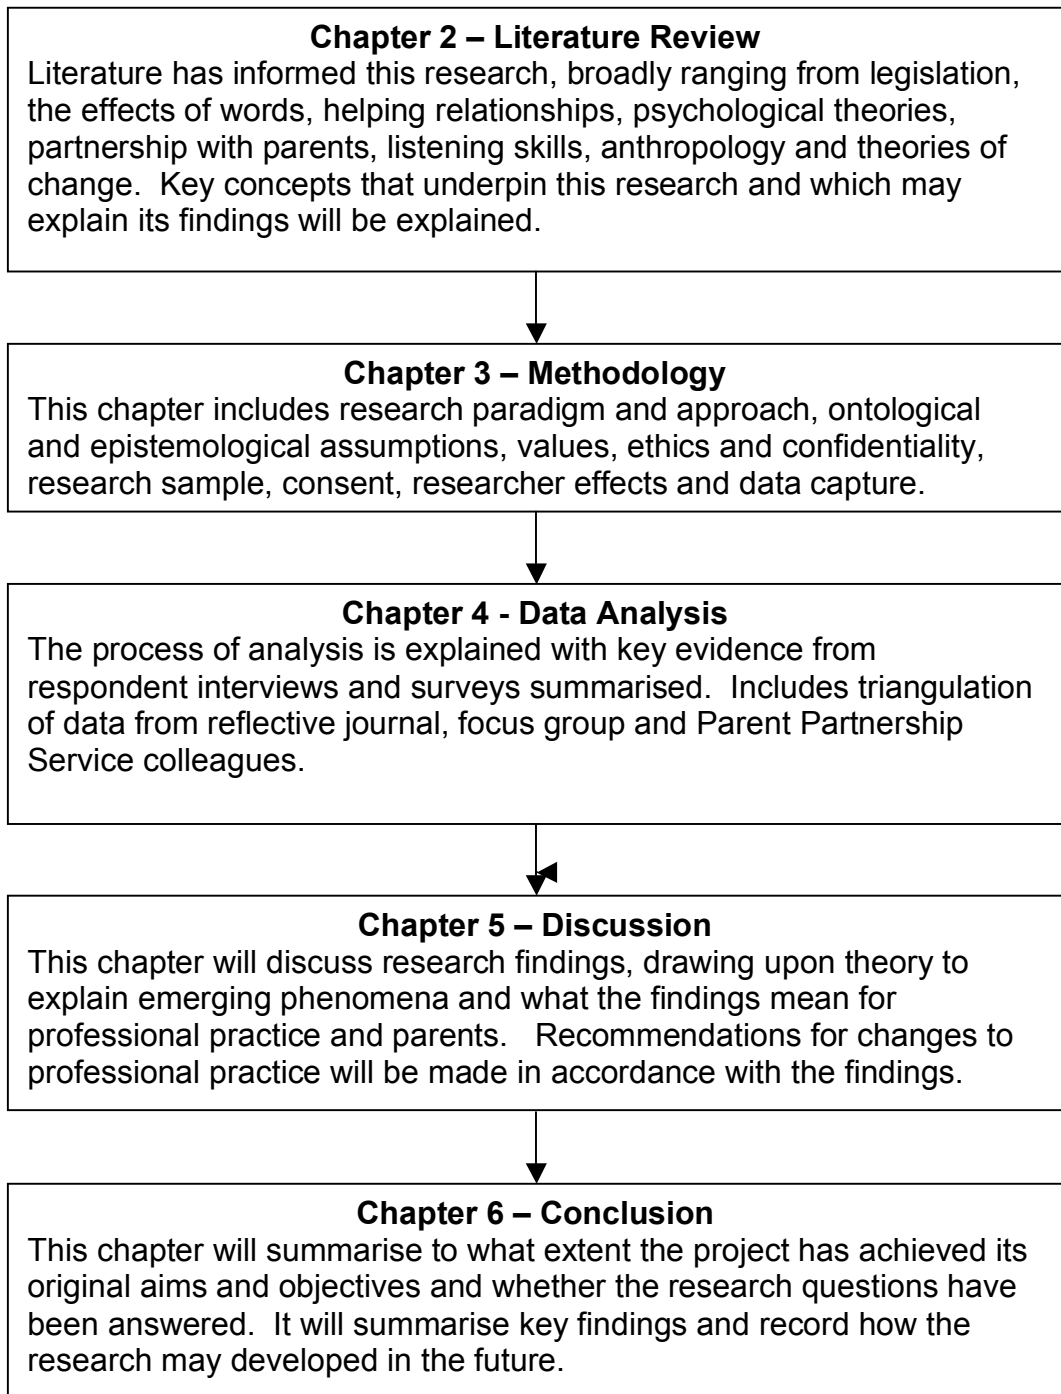 Chapter 2 – Literature Review
Literature has informed this research, broadly ranging from legislation,
the effects of words, helping relationships, psychological theories,
partnership with parents, listening skills, anthropology and theories of
change.  Key concepts that underpin this research and which may
explain its findings will be explained.
Chapter 3 – Methodology
This chapter includes research paradigm and approach, ontological
and epistemological assumptions, values, ethics and confidentiality,
research sample, consent, researcher effects and data capture.
Chapter 4 - Data Analysis
The process of analysis is explained with key evidence from
respondent interviews and surveys summarised.  Includes triangulation
of data from reflective journal, focus group and Parent Partnership
Service colleagues.
Chapter 5 – Discussion
This chapter will discuss research findings, drawing upon theory to
explain emerging phenomena and what the findings mean for
professional practice and parents.   Recommendations for changes to
professional practice will be made in accordance with the findings.
Chapter 6 – Conclusion
This chapter will summarise to what extent the project has achieved its
original aims and objectives and whether the research questions have
been answered.  It will summarise key findings and record how the
research may developed in the future.